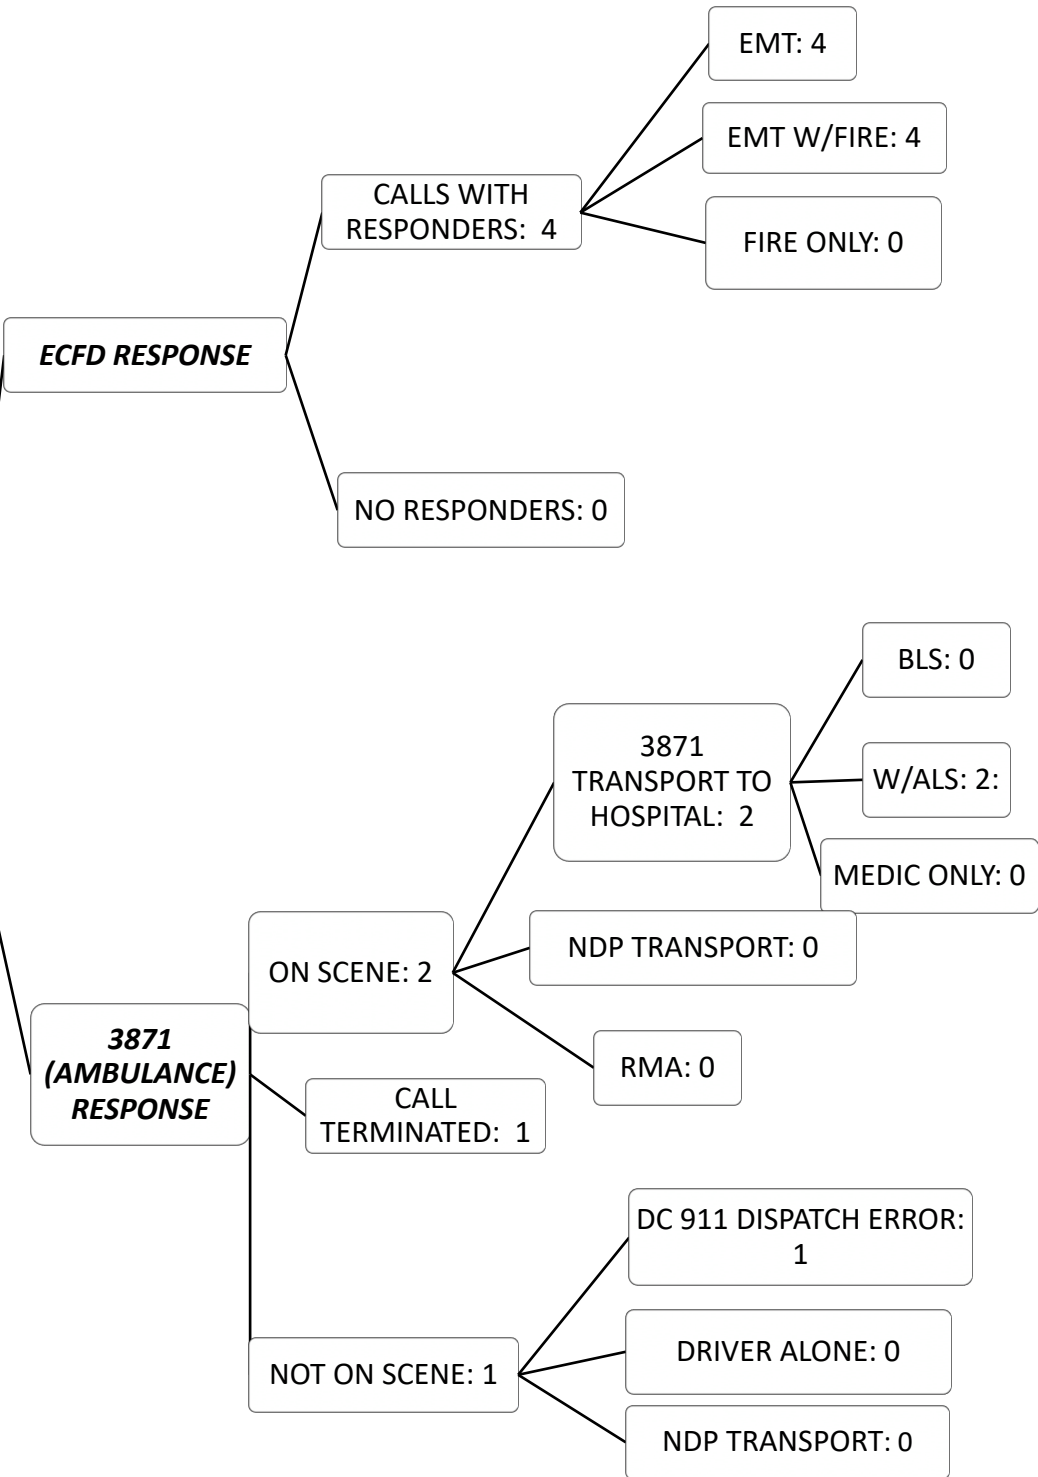 EMT: 4
EMT W/FIRE: 4
CALLS WITH
RESPONDERS:  4
FIRE ONLY: 0
ECFD RESPONSE
NO RESPONDERS: 0
BLS: 0
3871
TRANSPORT TO
HOSPITAL:  2
W/ALS: 2:
MEDIC ONLY: 0
NDP TRANSPORT: 0
ON SCENE: 2
RMA: 0
3871
(AMBULANCE)
RESPONSE
CALL
TERMINATED:  1
DC 911 DISPATCH ERROR:
1
DRIVER ALONE: 0
NOT ON SCENE: 1
NDP TRANSPORT: 0